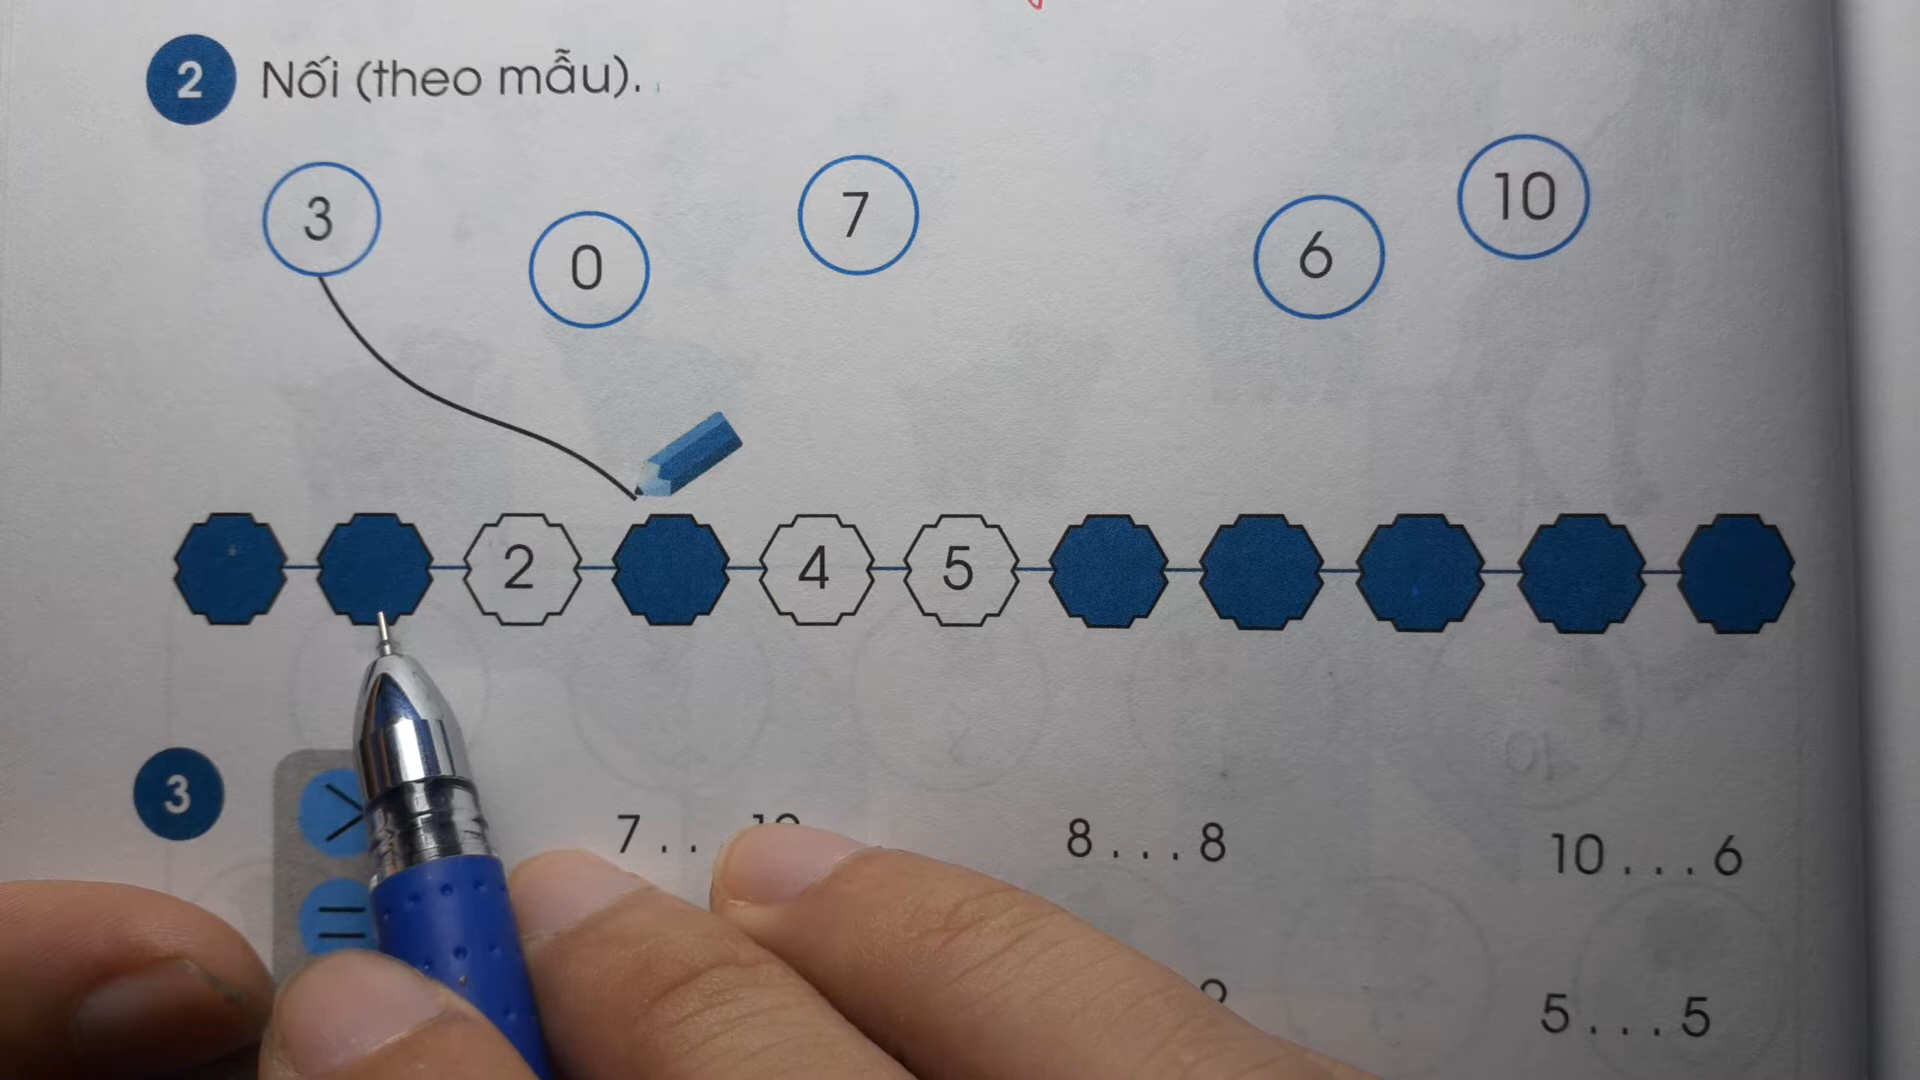 2 Nối (theo mẫu).
3 0 7 6 10
2 4 5
3 > 7 . . 8 . . . 8 10 . . . 6
= 5 . . . 5